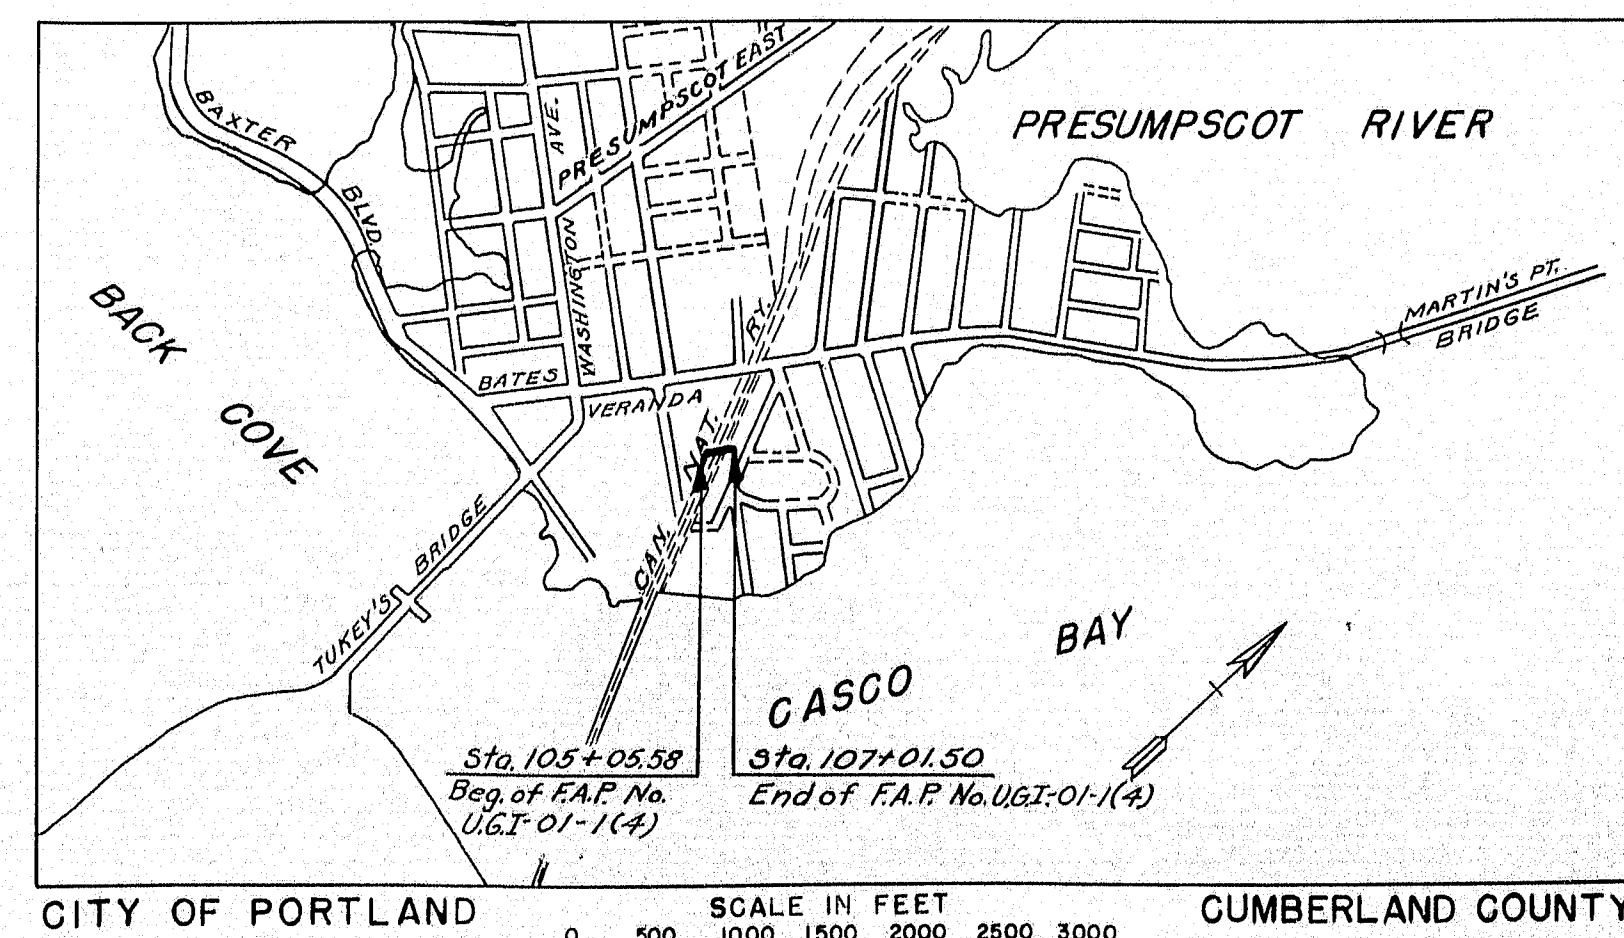 PRESUMPSCOT EAST
BAXTER
BLVD.
AVE.
WASHINGTON
PRESUMPSCOT RIVER
BACK
COVE
RY.
NAT.
CAN.
BATES
VERANDA
MARTIN'S PT.
BRIDGE
TUKEY'S BRIDGE
CASCO BAY
Sta. 105+05.58
Beg. of F.A.P. No.
U.G.I-01-1(4)
Sta. 107+01.50
End of F.A.P. No. U.G.I-01-1(4)
CITY OF PORTLAND
SCALE IN FEET
CUMBERLAND COUNTY
0 500 1000 1500 2000 2500 3000